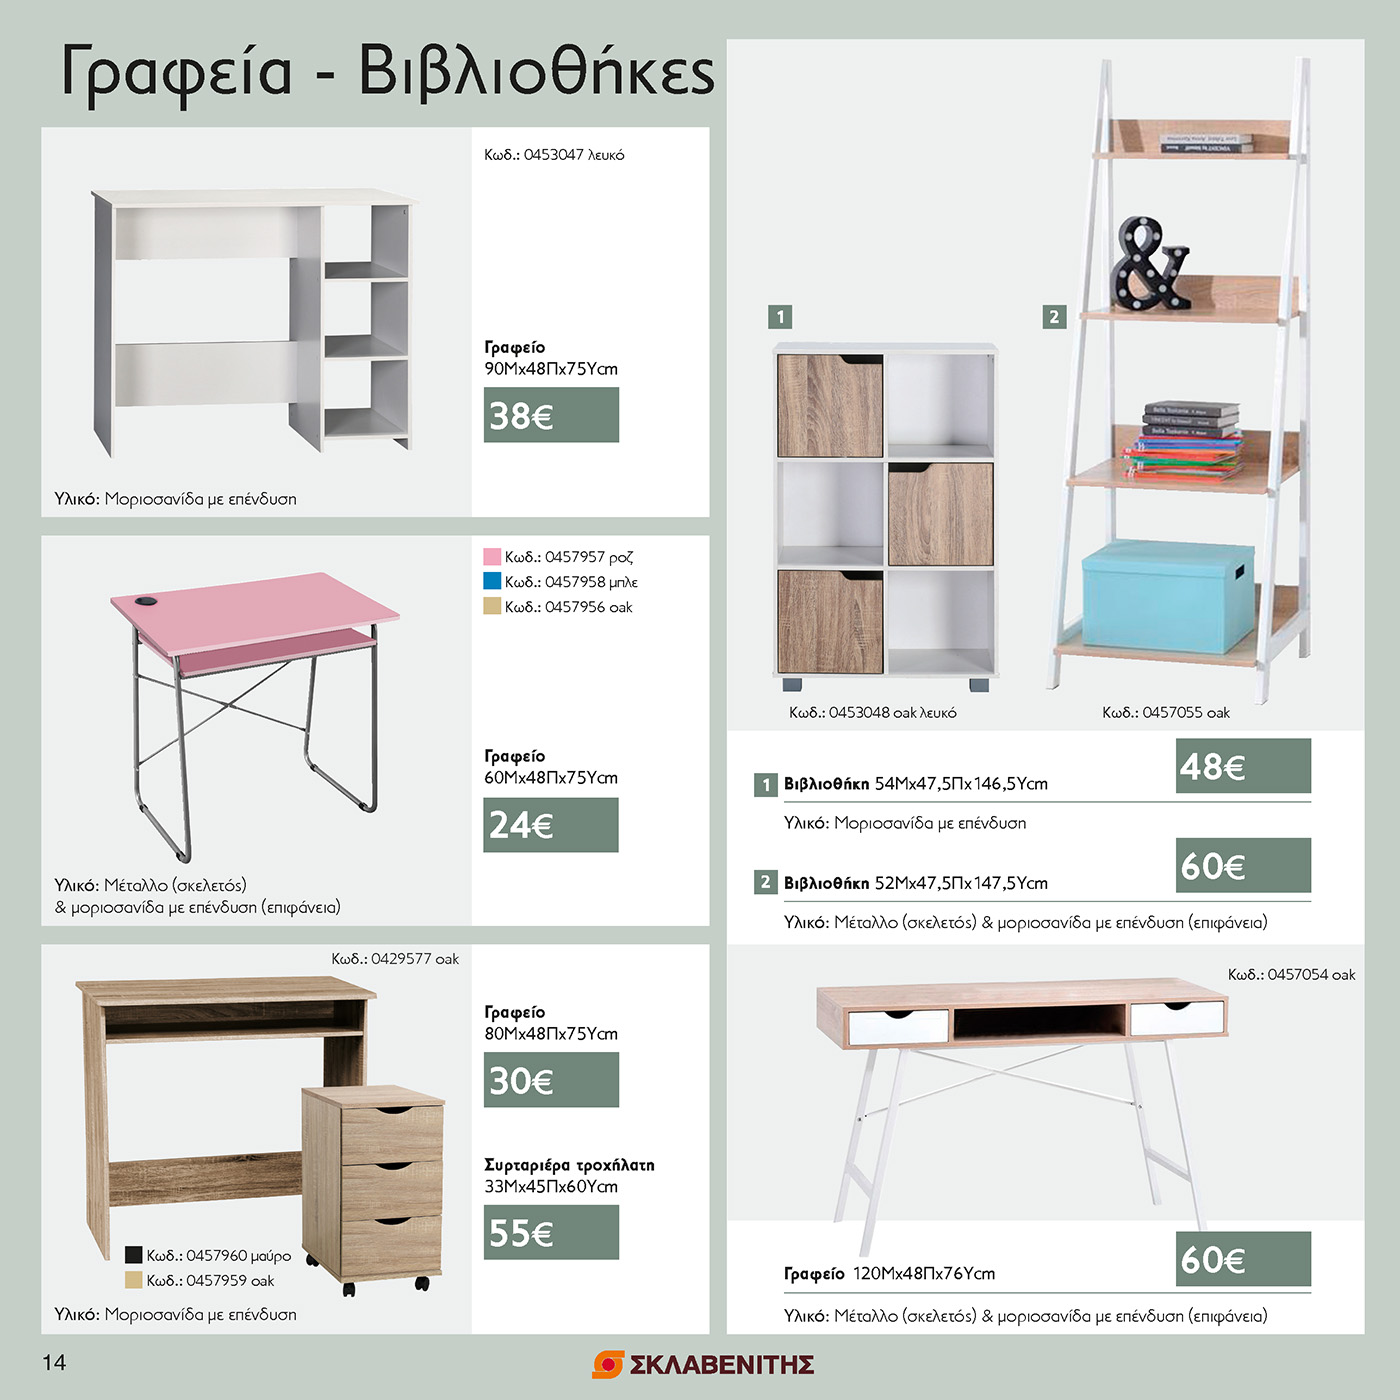 Γραφεία - Βιβλιοθήκες
Κωδ.: 0453047 λευκό
Γραφείο
90Μx48Πx75Υcm
38€
Υλικό: Μοριοσανίδα με επένδυση
Κωδ.: 0457957 ροζ
Κωδ.: 0457958 μπλε
Κωδ.: 0457956 oak
Γραφείο
60Μx48Πx75Υcm
24€
Υλικό: Μέταλλο (σκελετός)
& μοριοσανίδα με επένδυση (επιφάνεια)
Κωδ.: 0429577 oak
Γραφείο
80Μx48Πx75Υcm
30€
Συρταριέρα τροχήλατη
33Μx45Πx60Υcm
55€
Κωδ.: 0457960 μαύρο
Κωδ.: 0457959 oak
Υλικό: Μοριοσανίδα με επένδυση
1
2
&
Κωδ.: 0453048 oak λευκό
Κωδ.: 0457055 oak
48€
1 Βιβλιοθήκη 54Μx47,5Πx146,5Υcm
Υλικό: Μοριοσανίδα με επένδυση
60€
2 Βιβλιοθήκη 52Μx47,5Πx147,5Υcm
Υλικό: Μέταλλο (σκελετός) & μοριοσανίδα με επένδυση (επιφάνεια)
Κωδ.: 0457054 oak
60€
Γραφείο 120Μx48Πx76Υcm
Υλικό: Μέταλλο (σκελετός) & μοριοσανίδα με επένδυση (επιφάνεια)
14
ΣΚΛΑΒΕΝΙΤΗΣ